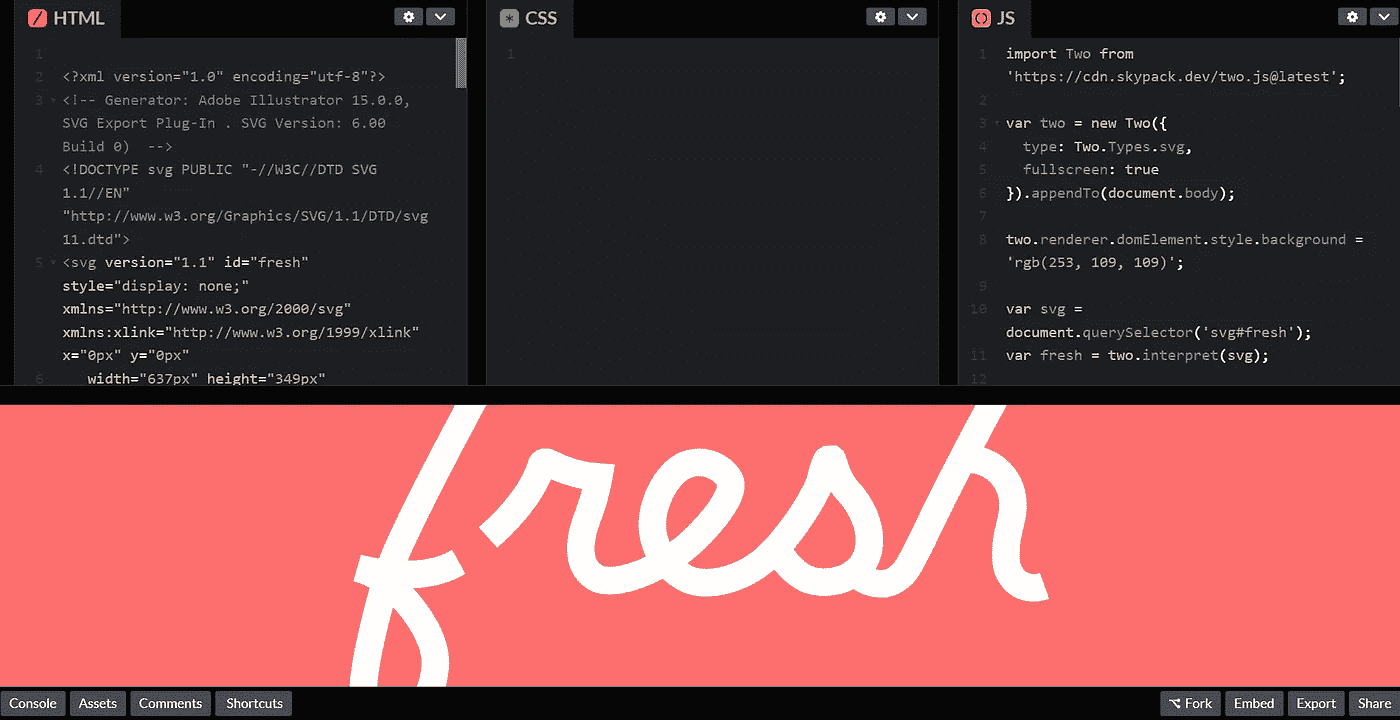 HTML
1
2 <?xml version="1.0" encoding="utf-8"?>
3 <!-- Generator: Adobe Illustrator 15.0.0,
SVG Export Plug-In . SVG Version: 6.00
Build 0)  -->
4 <!DOCTYPE svg PUBLIC "-//W3C//DTD SVG
1.1//EN"
"http://www.w3.org/Graphics/SVG/1.1/DTD/svg
11.dtd">
5 <svg version="1.1" id="fresh"
style="display: none;"
xmlns="http://www.w3.org/2000/svg"
xmlns:xlink="http://www.w3.org/1999/xlink"
x="0px" y="0px"
6 width="637px" height="349px"
CSS
1
JS
1 import Two from
'https://cdn.skypack.dev/two.js@latest';
2
3 var two = new Two({
4 type: Two.Types.svg,
5 fullscreen: true
6 }).appendTo(document.body);
7
8 two.renderer.domElement.style.background =
'rgb(253, 109, 109)';
9
10 var svg =
document.querySelector('svg#fresh');
11 var fresh = two.interpret(svg);
12
fresh
Console Assets Comments Shortcuts Fork Embed Export Share